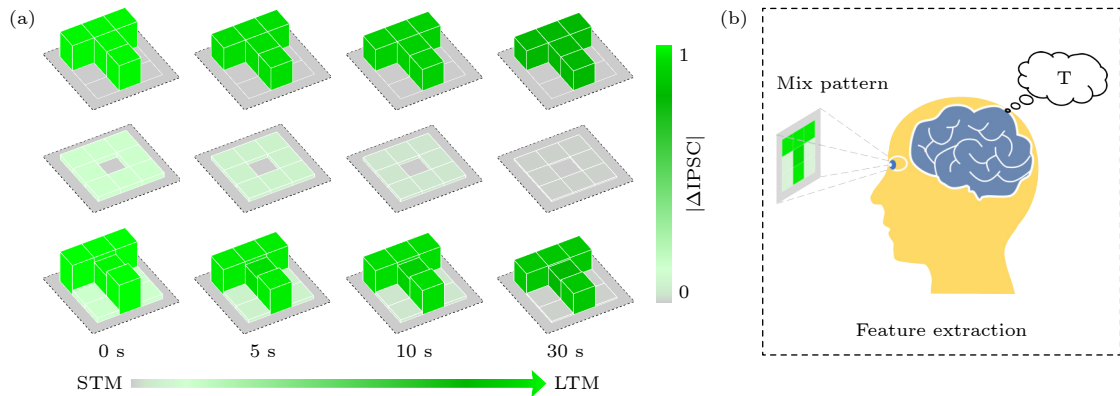 (a)
1
|ΔIPSC|
0
0 s
5 s
10 s
30 s
STM
LTM
(b)
T
Mix pattern
Feature extraction